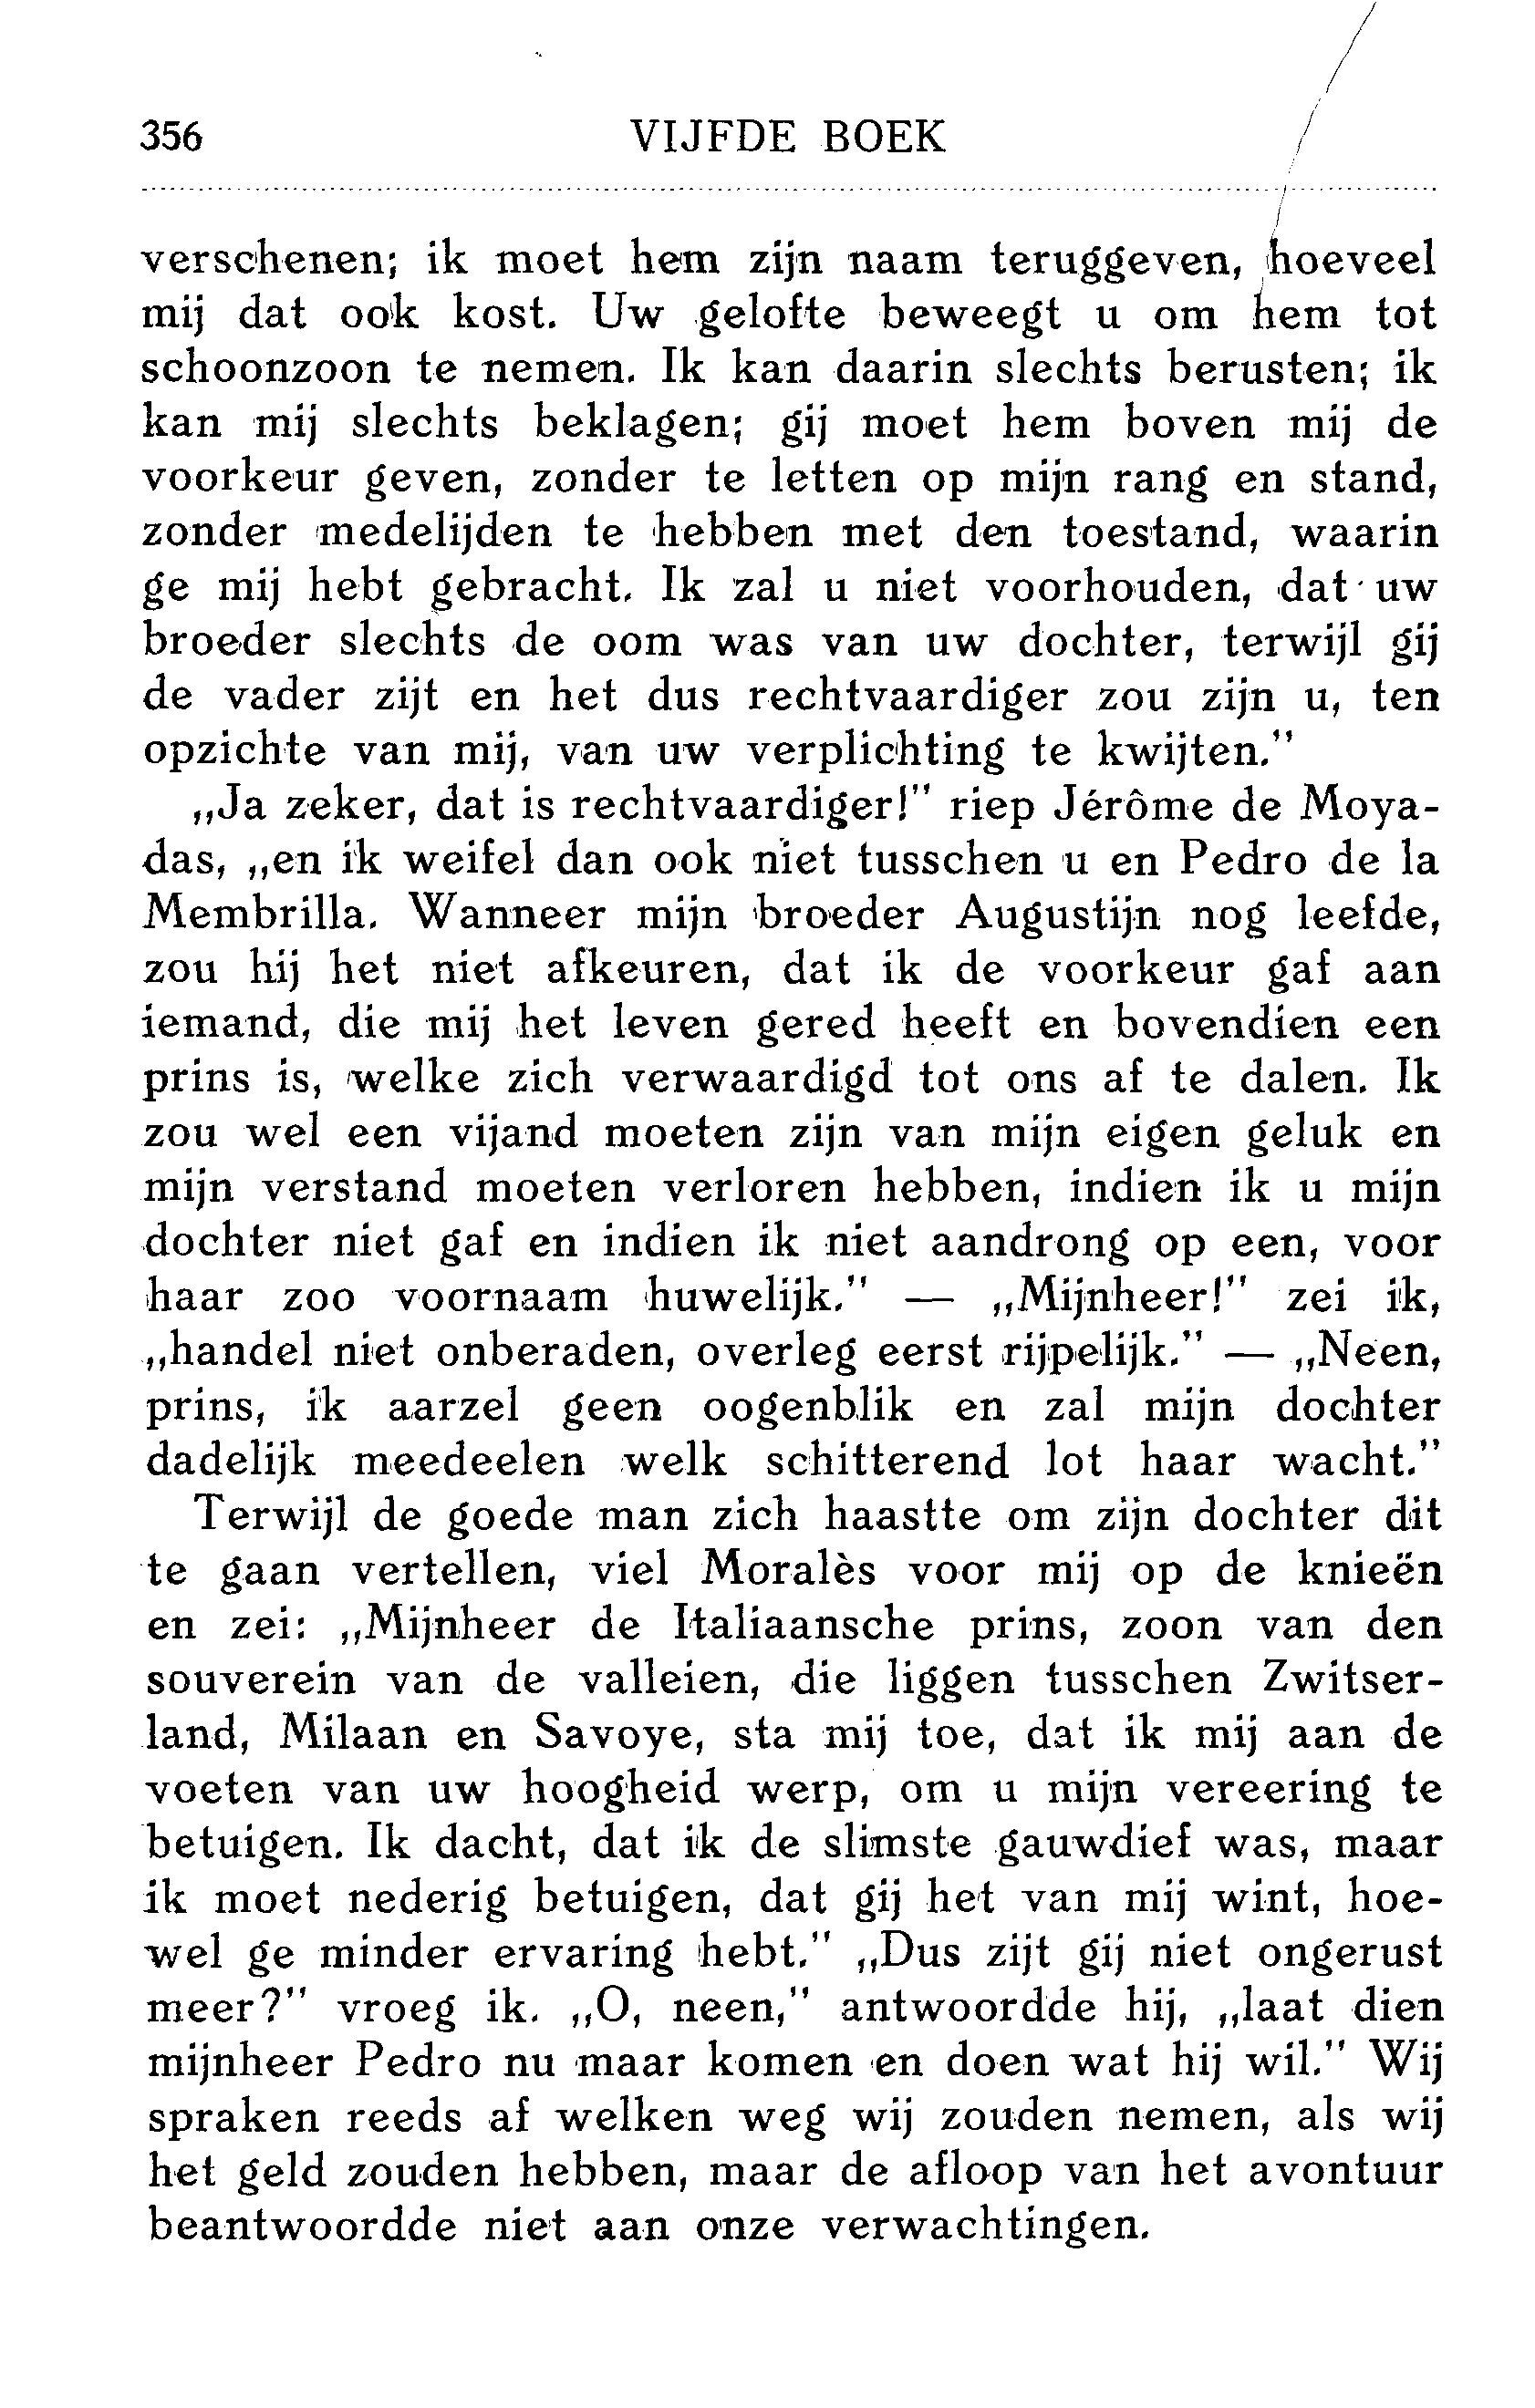 356 VIJFDE BOEK
verschenen; ik moet hem zijn naam teruggeven, hoeveel
mij dat ook kost. Uw gelofte beweegt u om hem tot
schoonzoon te nemen. Ik kan daarin slechts berusten; ik
kan mij slechts beklagen; gij moet hem boven mij de
voorkeur geven, zonder te letten op mijn rang en stand,
zonder medelijden te hebben met den toestand, waarin
ge mij hebt gebracht. Ik zal u niet voorhouden, dat uw
broeder slechts de oom was van uw dochter, terwijl gij
de vader zijt en het dus rechtvaardiger zou zijn u, ten
opzichte van mij, van uw verplichting te kwijten."
„Ja zeker, dat is rechtvaardiger!" riep Jérôme de Moya-
das, „en ik weifel dan ook niet tusschen u en Pedro de la
Membrilla. Wanneer mijn broeder Augustijn nog leefde,
zou hij het niet afkeuren, dat ik de voorkeur gaf aan
iemand, die mij het leven gered heeft en bovendien een
prins is, welke zich verwaardigd tot ons af te dalen. Ik
zou wel een vijand moeten zijn van mijn eigen geluk en
mijn verstand moeten verloren hebben, indien ik u mijn
dochter niet gaf en indien ik niet aandrong op een, voor
haar zoo voornaam huwelijk." — „Mijnheer!" zei ik,
„handel niet onberaden, overleg eerst rijpelijk." — „Neen,
prins, ik aarzel geen oogenblik en zal mijn dochter
dadelijk meedeelen welk schitterend lot haar wacht."
Terwijl de goede man zich haastte om zijn dochter dit
te gaan vertellen, viel Moralès voor mij op de knieën
en zei: „Mijnheer de Italiaansche prins, zoon van den
souverein van de valleien, die liggen tusschen Zwitser-
land, Milaan en Savoye, sta mij toe, dat ik mij aan de
voeten van uw hoogheid werp, om u mijn vereering te
betuigen. Ik dacht, dat ik de slimste gauwdief was, maar
ik moet nederig betuigen, dat gij het van mij wint, hoe-
wel ge minder ervaring hebt." „Dus zijt gij niet ongerust
meer?" vroeg ik. „O, neen," antwoordde hij, „laat dien
mijnheer Pedro nu maar komen en doen wat hij wil." Wij
spraken reeds af welken weg wij zouden nemen, als wij
het geld zouden hebben, maar de afloop van het avontuur
beantwoordde niet aan onze verwachtingen.